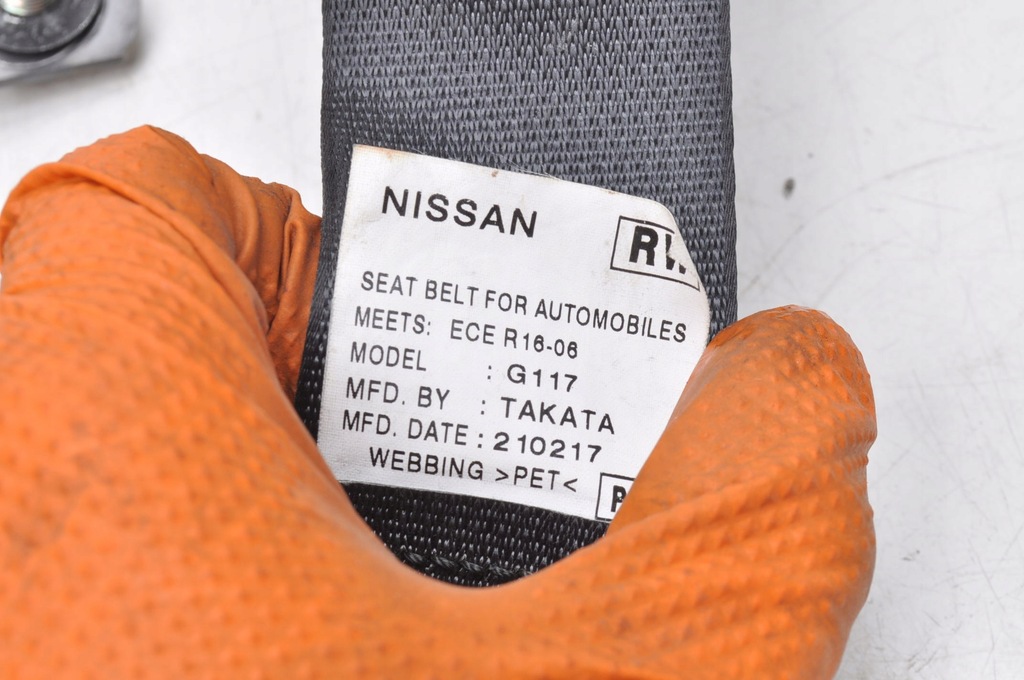 NISSAN
SEAT BELT FOR AUTOMOBILES
MEETS: ECE R16-06
MODEL : G117
MFD. BY : TAKATA
MFD. DATE : 210217
WEBBING >PET<